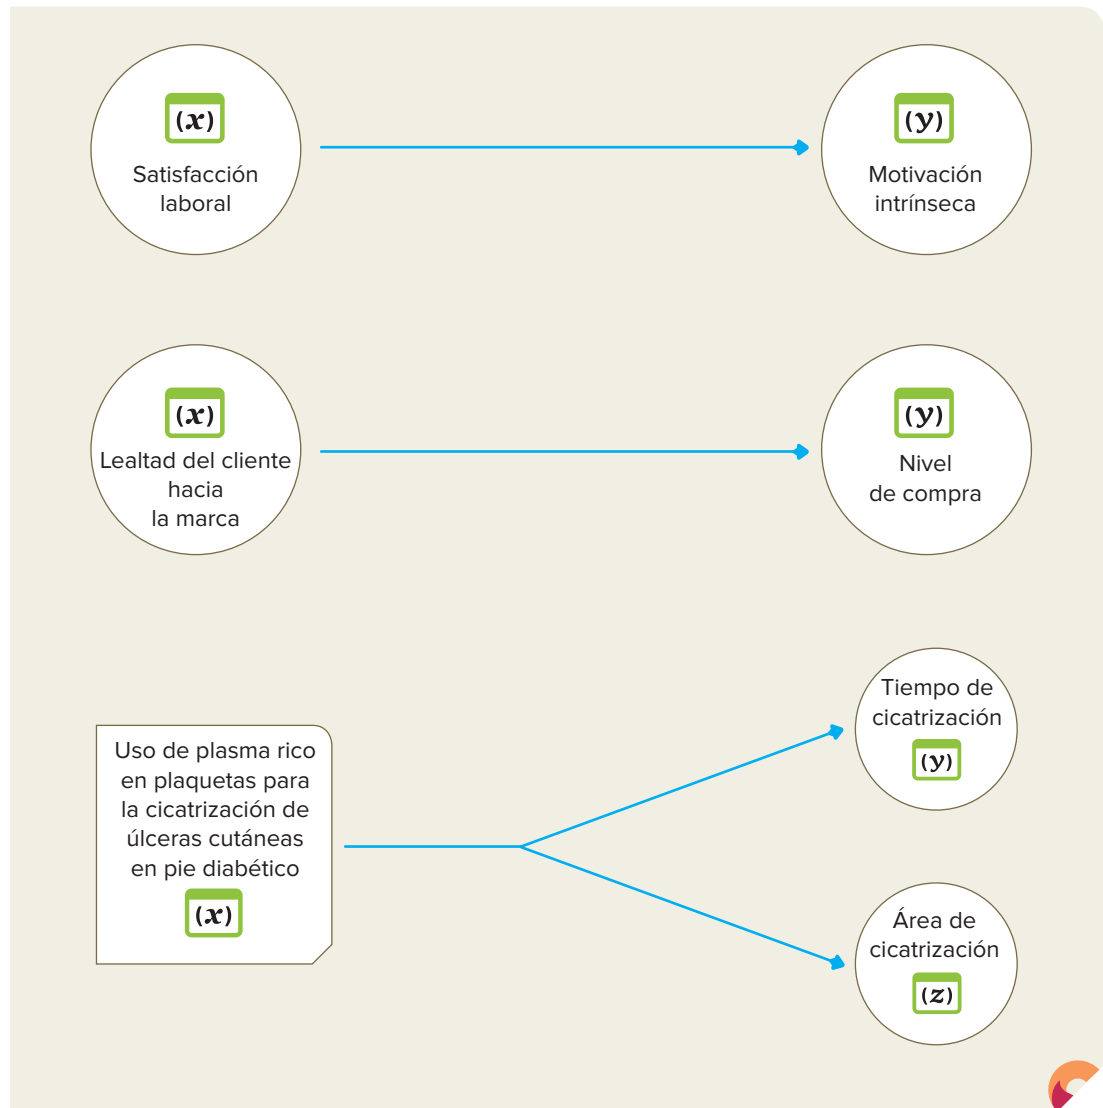 (x)
Satisfacción
laboral
(y)
Motivación
intrínseca
(x)
Lealtad del cliente
hacia
la marca
(y)
Nivel
de compra
Uso de plasma rico
en plaquetas para
la cicatrización de
úlceras cutáneas
en pie diabético
(x)
Tiempo de
cicatrización
(y)
Área de
cicatrización
(z)